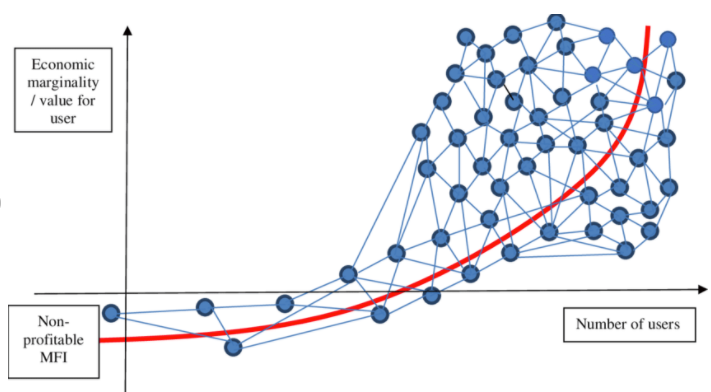 Economic
marginality
/ value for
user
Non-
profitable
MFI
Number of users